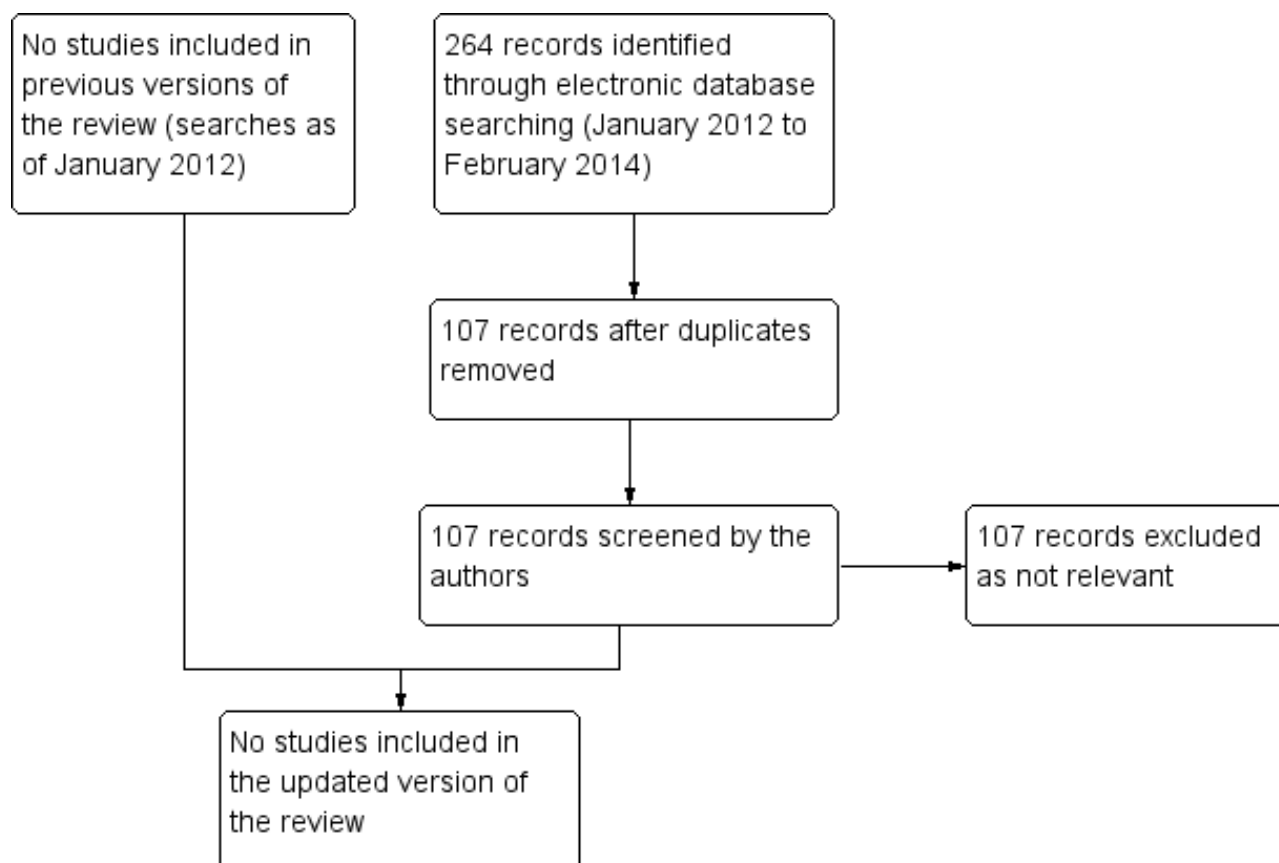 No studies included in
previous versions of
the review (searches as
of January 2012)
264 records identified
through electronic database
searching (January 2012 to
February 2014)
107 records after duplicates
removed
107 records screened by the
authors
107 records excluded
as not relevant
No studies included in
the updated version of
the review